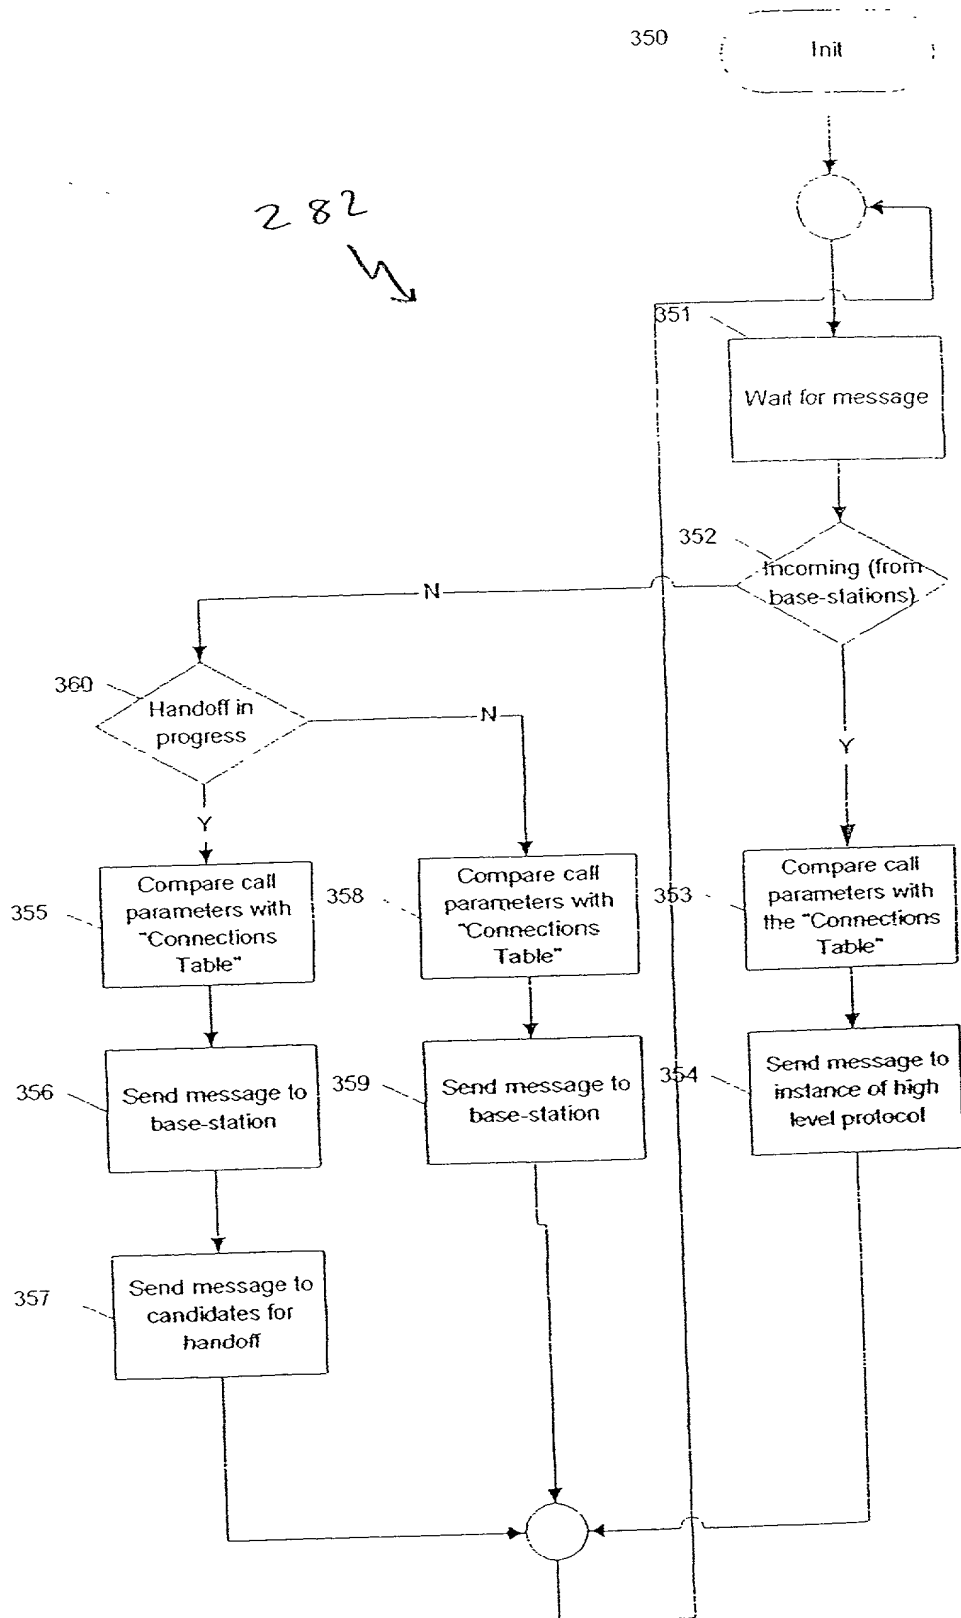 350
Init
282
351
Wait for message
352
Incoming (from
base-stations)
N
360
Handoff in
progress
N
Y
Y
355
Compare call
parameters with
"Connections
Table"
358
Compare call
parameters with
"Connections
Table"
353
Compare call
parameters with
the "Connections
Table"
356
Send message to
base-station
359
Send message to
base-station
354
Send message to
instance of high
level protocol
357
Send message to
candidates for
handoff